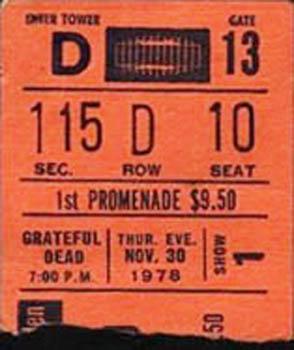 ENTER TOWER GATE
D 13
115 D 10
SEC. ROW SEAT
1st PROMENADE $9.50
GRATEFUL DEAD 7:00 P.M.
THUR. EVE. NOV. 30 1978
SHOW 1
.50